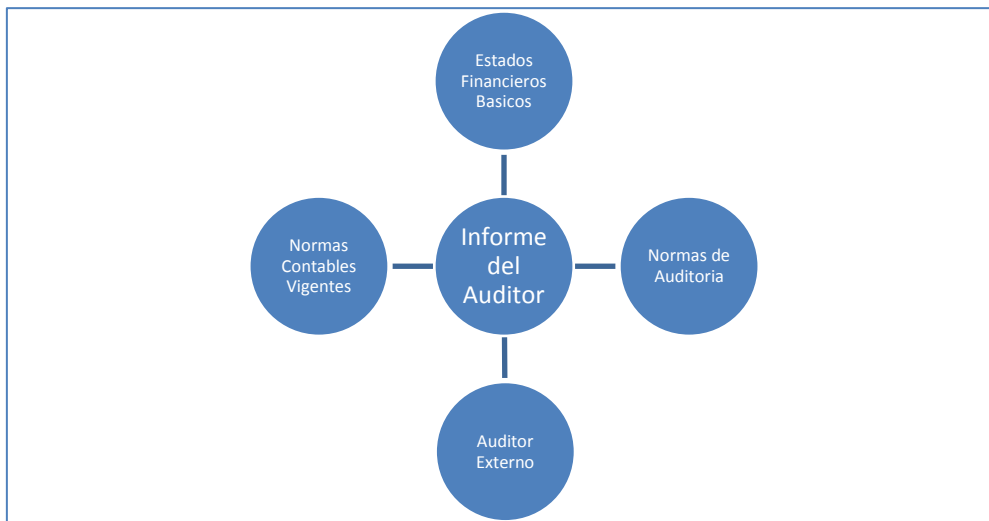 Estados
Financieros
Basicos
Normas
Contables
Vigentes
Informe
del
Auditor
Normas de
Auditoria
Auditor
Externo